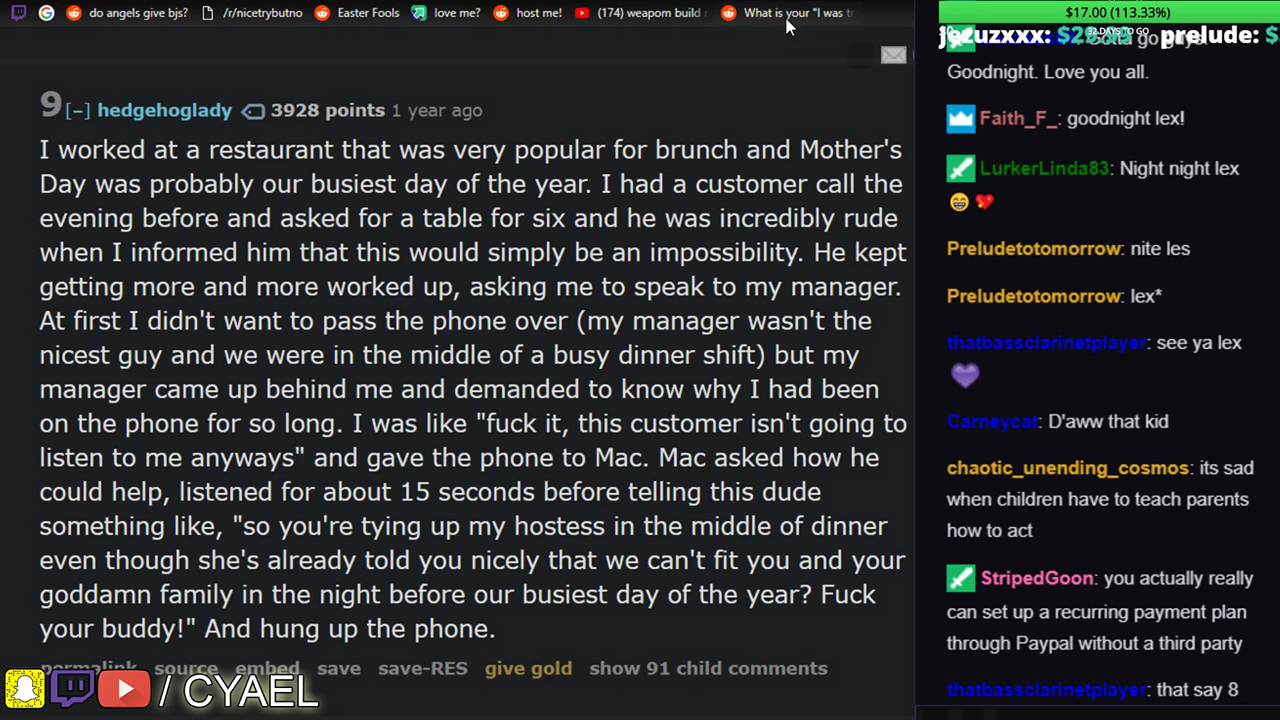 do angels give bjs?
/r/nicetrybutno
Easter Fools
love me?
host me!
(174) weapom build
What is your "I was tr
$17.00 (113.33%)
32 DAYS TO GO
jezuzxxx:
prelude: $
9 [–] hedgehoglady 3928 points 1 year ago
I worked at a restaurant that was very popular for brunch and Mother's
Day was probably our busiest day of the year. I had a customer call the
evening before and asked for a table for six and he was incredibly rude
when I informed him that this would simply be an impossibility. He kept
getting more and more worked up, asking me to speak to my manager.
At first I didn't want to pass the phone over (my manager wasn't the
nicest guy and we were in the middle of a busy dinner shift) but my
manager came up behind me and demanded to know why I had been
on the phone for so long. I was like "fuck it, this customer isn't going to
listen to me anyways" and gave the phone to Mac. Mac asked how he
could help, listened for about 15 seconds before telling this dude
something like, "so you're tying up my hostess in the middle of dinner
even though she's already told you nicely that we can't fit you and your
goddamn family in the night before our busiest day of the year? Fuck
your buddy!" And hung up the phone.
permalink source embed save save-RES give gold show 91 child comments
/ CYAEL
Goodnight. Love you all.
Faith_F_: goodnight lex!
LurkerLinda83: Night night lex
Preludetotomorrow: nite les
Preludetotomorrow: lex*
thatbassclarinetplayer: see ya lex
Carneycat: D'aww that kid
chaotic_unending_cosmos: its sad
when children have to teach parents
how to act
StripedGoon: you actually really
can set up a recurring payment plan
through Paypal without a third party
thatbassclarinetplayer: that say 8